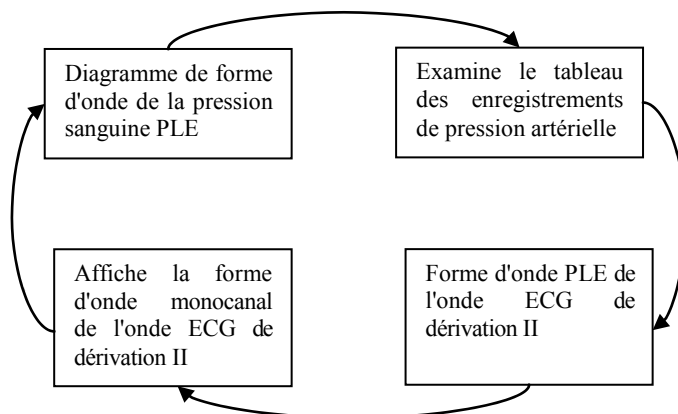 Diagramme de forme
d'onde de la pression
sanguine PLE
Examine le tableau
des enregistrements
de pression artérielle
Affiche la forme
d'onde monocanal
de l'onde ECG de
dérivation II
Forme d'onde PLE de
l'onde ECG de
dérivation II